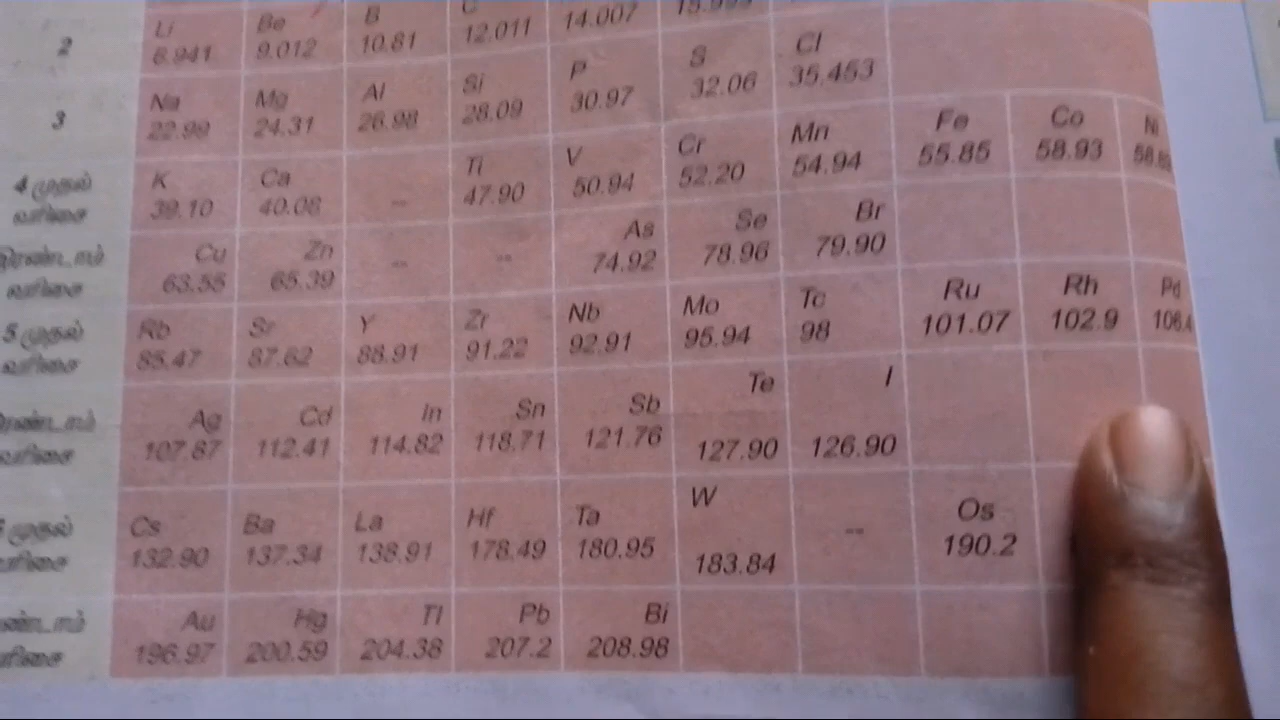 2 Li Be B C
6.941 9.012 10.81 12.011 14.007 15.999
3 Na Mg Al Si P S Cl
22.99 24.31 26.98 28.09 30.97 32.06 35.453
4 முதல் K Ca Ti V Cr Mn Fe Co Ni
வரிசை 39.10 40.08 -- 47.90 50.94 52.20 54.94 55.85 58.93
இரண்டாம் Cu Zn -- -- As Se Br
வரிசை 63.55 65.39 74.92 78.96 79.90
5 முதல் Rb Sr Y Zr Nb Mo Tc Ru Rh Pd
வரிசை 85.47 87.62 88.91 91.22 92.91 95.94 98 101.07 102.9 106.4
Ag Cd In Sn Sb Te I
வரிசை 107.87 112.41 114.82 118.71 121.76 127.90 126.90
முதல் Cs Ba La Hf Ta W -- Os
வரிசை 132.90 137.34 138.91 178.49 180.95 183.84 190.2
Au Hg Tl Pb Bi
196.97 200.59 204.38 207.2 208.98